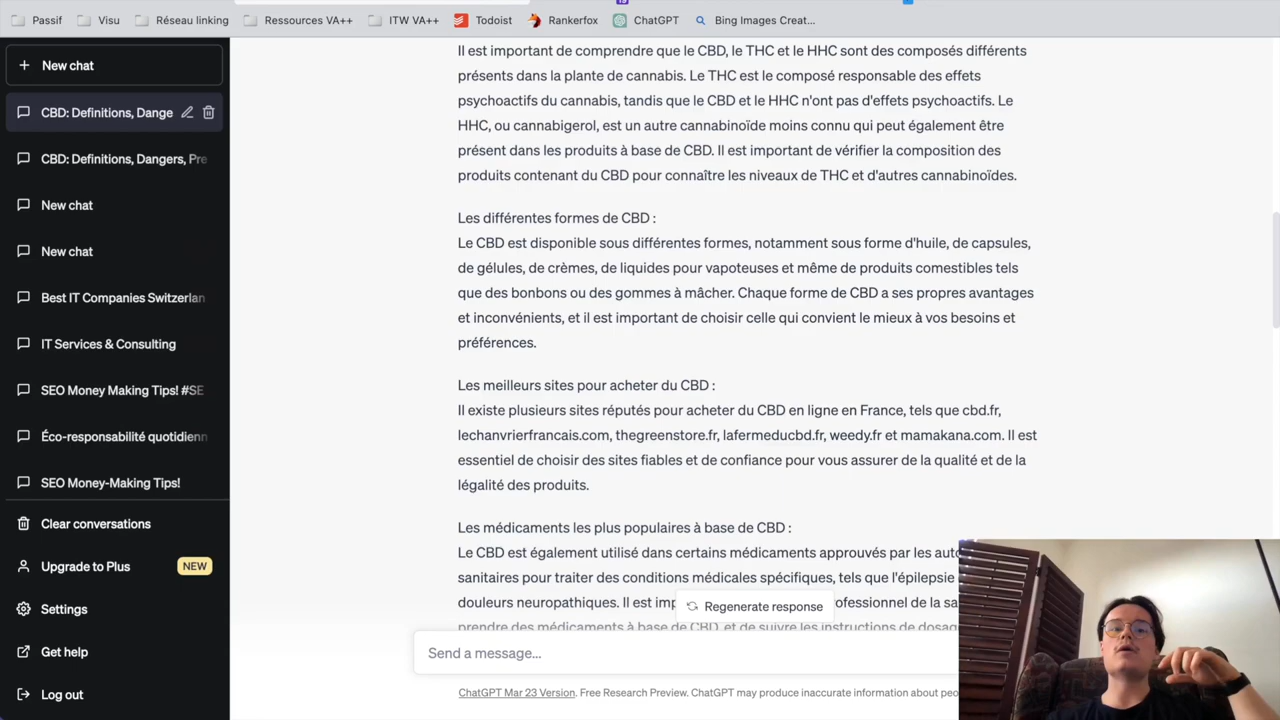 Passif
Visu
Réseau linking
Ressources VA++
ITW VA++
Todoist
Rankerfox
ChatGPT
Bing Images Creat...
New chat
CBD: Definitions, Dange
CBD: Definitions, Dangers, Pre
New chat
New chat
Best IT Companies Switzerlan
IT Services & Consulting
SEO Money Making Tips! #SE
Éco-responsabilité quotidienn
SEO Money-Making Tips!
Clear conversations
Upgrade to Plus
NEW
Settings
Get help
Log out
Il est important de comprendre que le CBD, le THC et le HHC sont des composés différents
présents dans la plante de cannabis. Le THC est le composé responsable des effets
psychoactifs du cannabis, tandis que le CBD et le HHC n'ont pas d'effets psychoactifs. Le
HHC, ou cannabigerol, est un autre cannabinoïde moins connu qui peut également être
présent dans les produits à base de CBD. Il est important de vérifier la composition des
produits contenant du CBD pour connaître les niveaux de THC et d'autres cannabinoïdes.
Les différentes formes de CBD :
Le CBD est disponible sous différentes formes, notamment sous forme d'huile, de capsules,
de gélules, de crèmes, de liquides pour vapoteuses et même de produits comestibles tels
que des bonbons ou des gommes à mâcher. Chaque forme de CBD a ses propres avantages
et inconvénients, et il est important de choisir celle qui convient le mieux à vos besoins et
préférences.
Les meilleurs sites pour acheter du CBD :
Il existe plusieurs sites réputés pour acheter du CBD en ligne en France, tels que cbd.fr,
lechanvrierfrancais.com, thegreenstore.fr, lafermeducbd.fr, weedy.fr et mamakana.com. Il est
essentiel de choisir des sites fiables et de confiance pour vous assurer de la qualité et de la
légalité des produits.
Les médicaments les plus populaires à base de CBD :
Le CBD est également utilisé dans certains médicaments approuvés par les auto
sanitaires pour traiter des conditions médicales spécifiques, tels que l'épilepsie
douleurs neuropathiques. Il est imp
ofessionnel de la sa
prendre des médicaments à base de CBD, et de suivre les instructions de dosag
Regenerate response
Send a message...
ChatGPT Mar 23 Version. Free Research Preview. ChatGPT may produce inaccurate information about peo